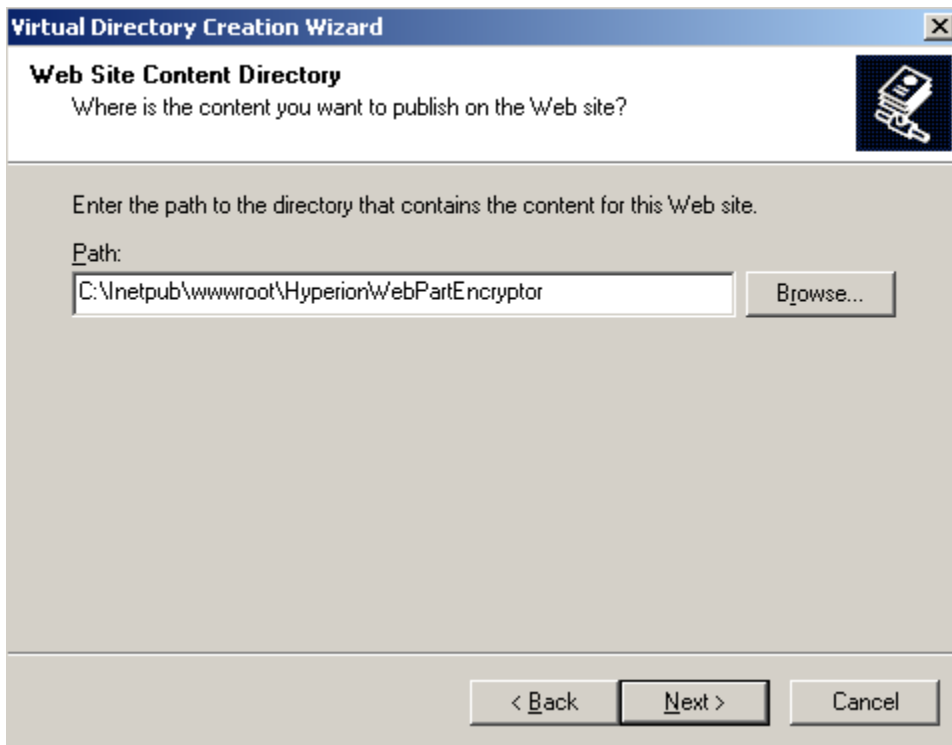 Virtual Directory Creation Wizard
Web Site Content Directory
Where is the content you want to publish on the Web site?
Enter the path to the directory that contains the content for this Web site.
Path:
C:\Inetpub\wwwroot\HyperionWebPartEncryptor
Browse...
< Back
Next >
Cancel